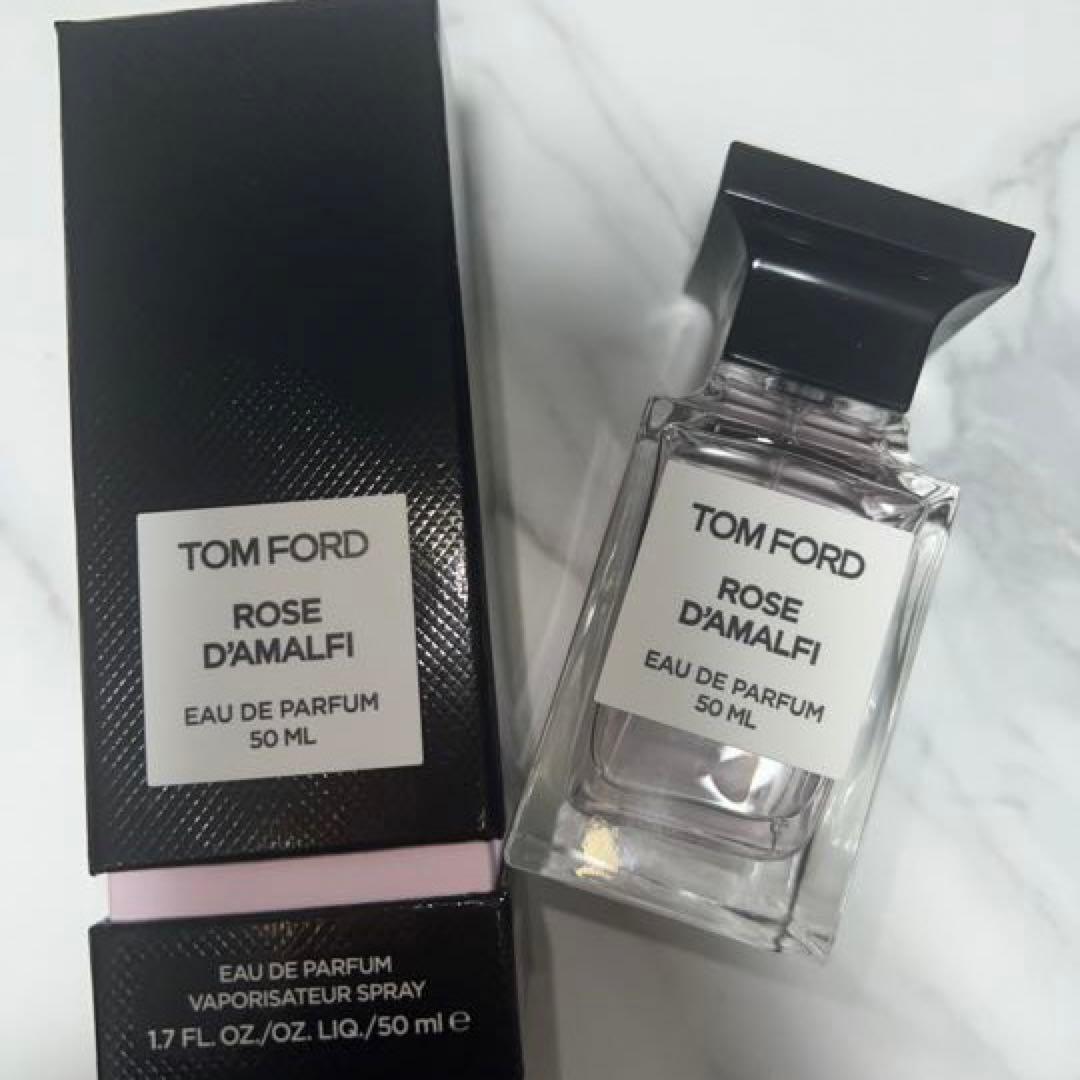 TOM FORD
ROSE
D'AMALFI
EAU DE PARFUM
50 ML
EAU DE PARFUM
VAPORISATEUR SPRAY
1.7 FL. OZ./OZ. LIQ./50 ml e
TOM FORD
ROSE
D'AMALFI
EAU DE PARFUM
50 ML